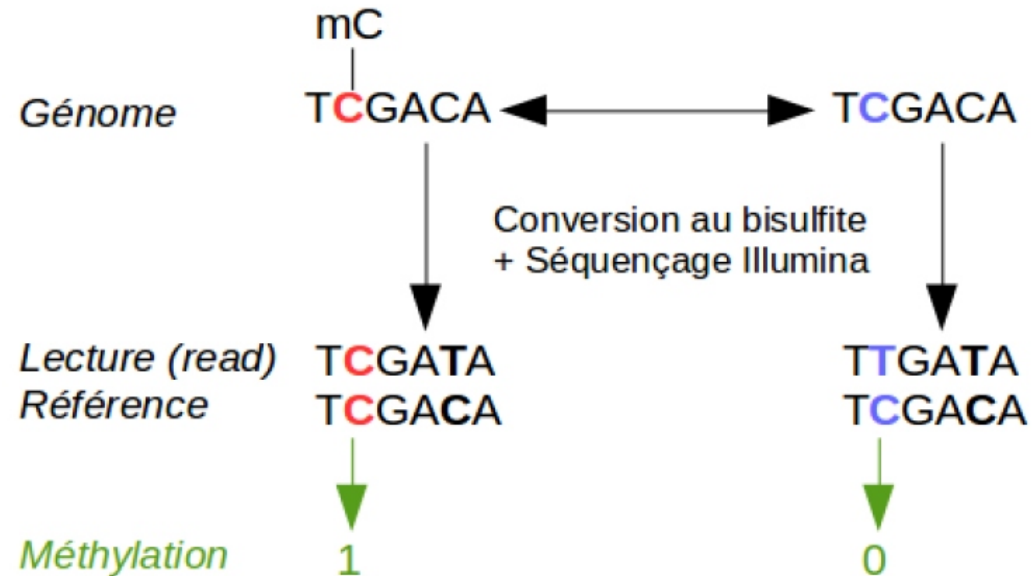 mC
Génome TCGACA TCGACA
Conversion au bisulfite
+ Séquençage Illumina
Lecture (read) TCGATA TTGATA
Référence TCGACA TCGACA
Méthylation 1 0